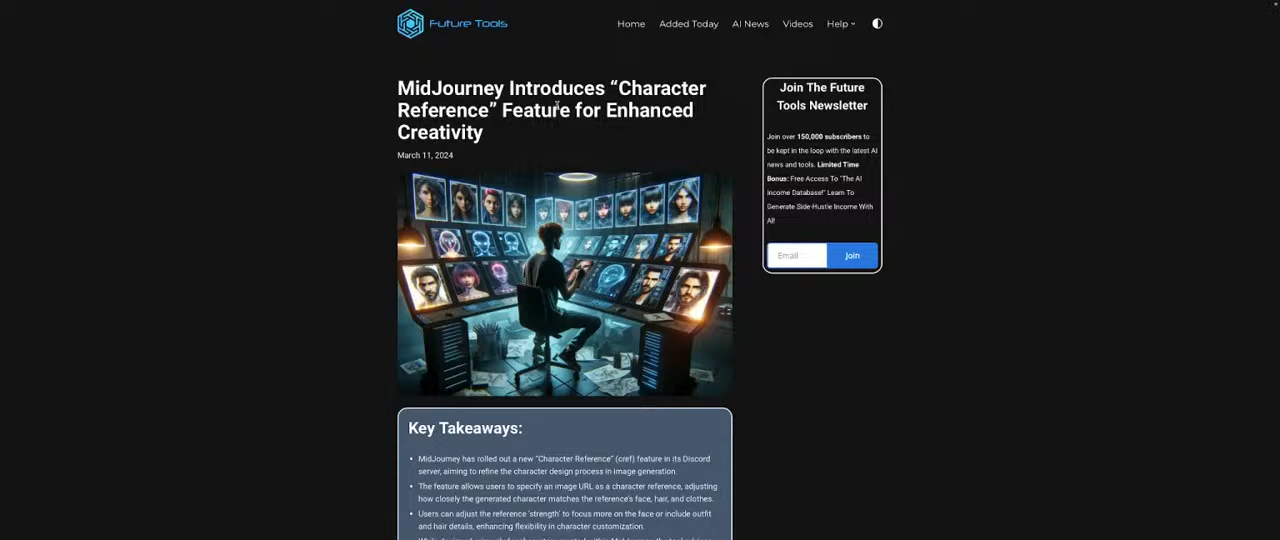 Future Tools
Home Added Today AI News Videos Help
MidJourney Introduces “Character
Reference” Feature for Enhanced
Creativity
March 11, 2024
Join The Future
Tools Newsletter
Join over 150,000 subscribers to
be kept in the loop with the latest AI
news and tools. Limited Time
Bonus: Free Access To "The AI
Income Database!" Learn To
Generate Side-Hustle Income With
AI!
Email Join
Key Takeaways:
• MidJourney has rolled out a new “Character Reference” (cref) feature in its Discord
server, aiming to refine the character design process in image generation.
• The feature allows users to specify an image URL as a character reference, adjusting
how closely the generated character matches the reference's face, hair, and clothes.
• Users can adjust the reference 'strength' to focus more on the face or include outfit
and hair details, enhancing flexibility in character customization.